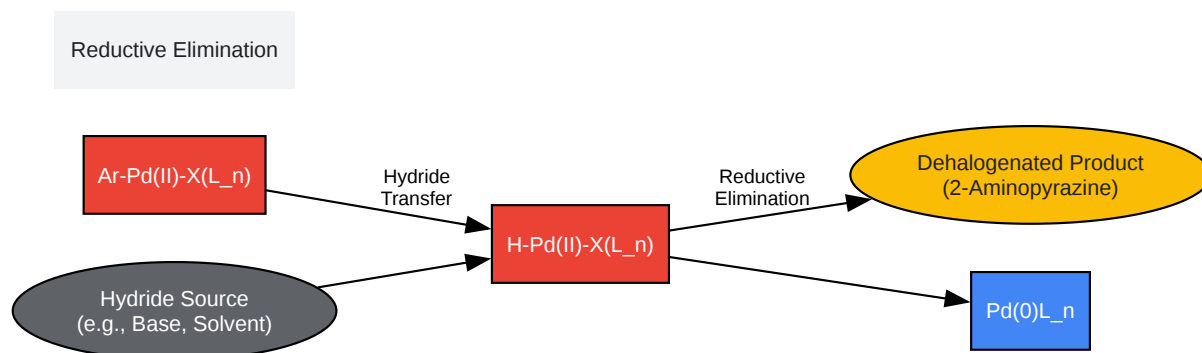 Reductive Elimination
Ar-Pd(II)-X(L_n)
Hydride
Transfer
Reductive
Elimination
Dehalogenated Product
(2-Aminopyrazine)
H-Pd(II)-X(L_n)
Hydride Source
(e.g., Base, Solvent)
Pd(0)L_n